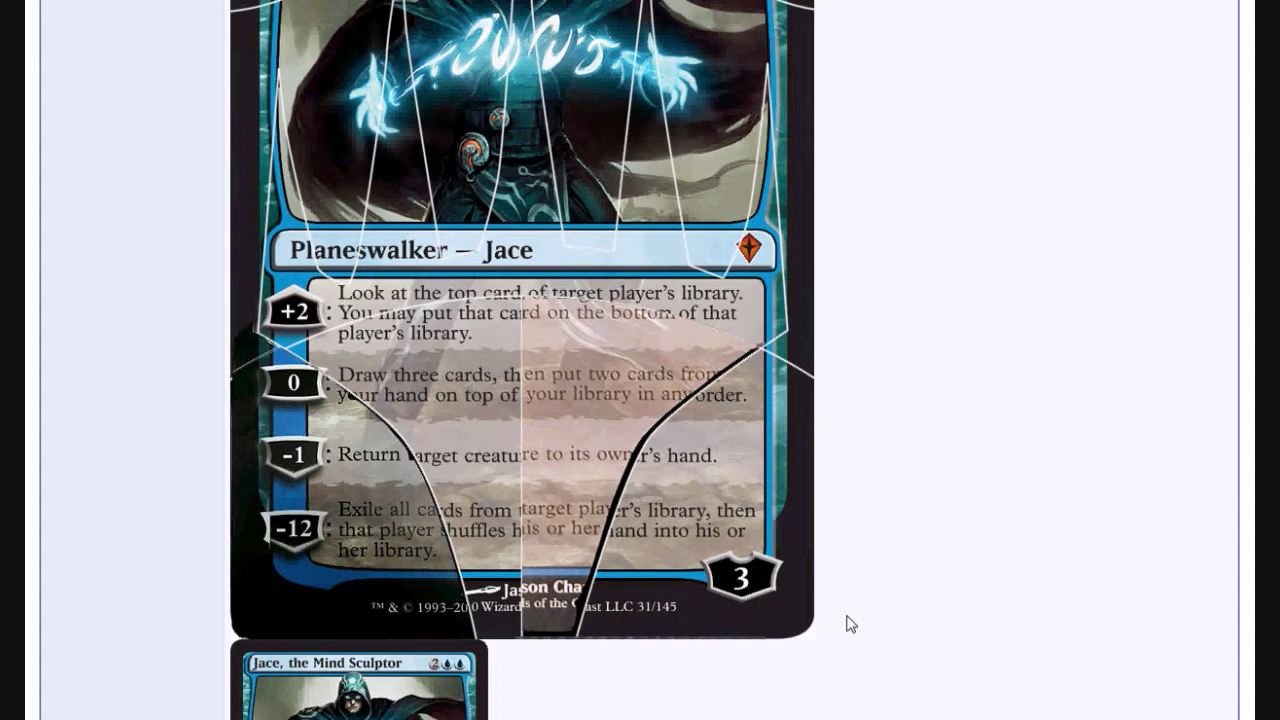 Planeswalker — Jace
+2
: Look at the top card of target player's library.
You may put that card on the bottom of that
player's library.
0
: Draw three cards, then put two cards from
your hand on top of your library in any order.
-1
: Return target creature to its owner's hand.
-12
: Exile all cards from target player's library, then
that player shuffles his or her hand into his or
her library.
3
Jason Cha
™ & © 1993-20 0 Wizards of the C ast LLC 31/145
Jace, the Mind Sculptor 2